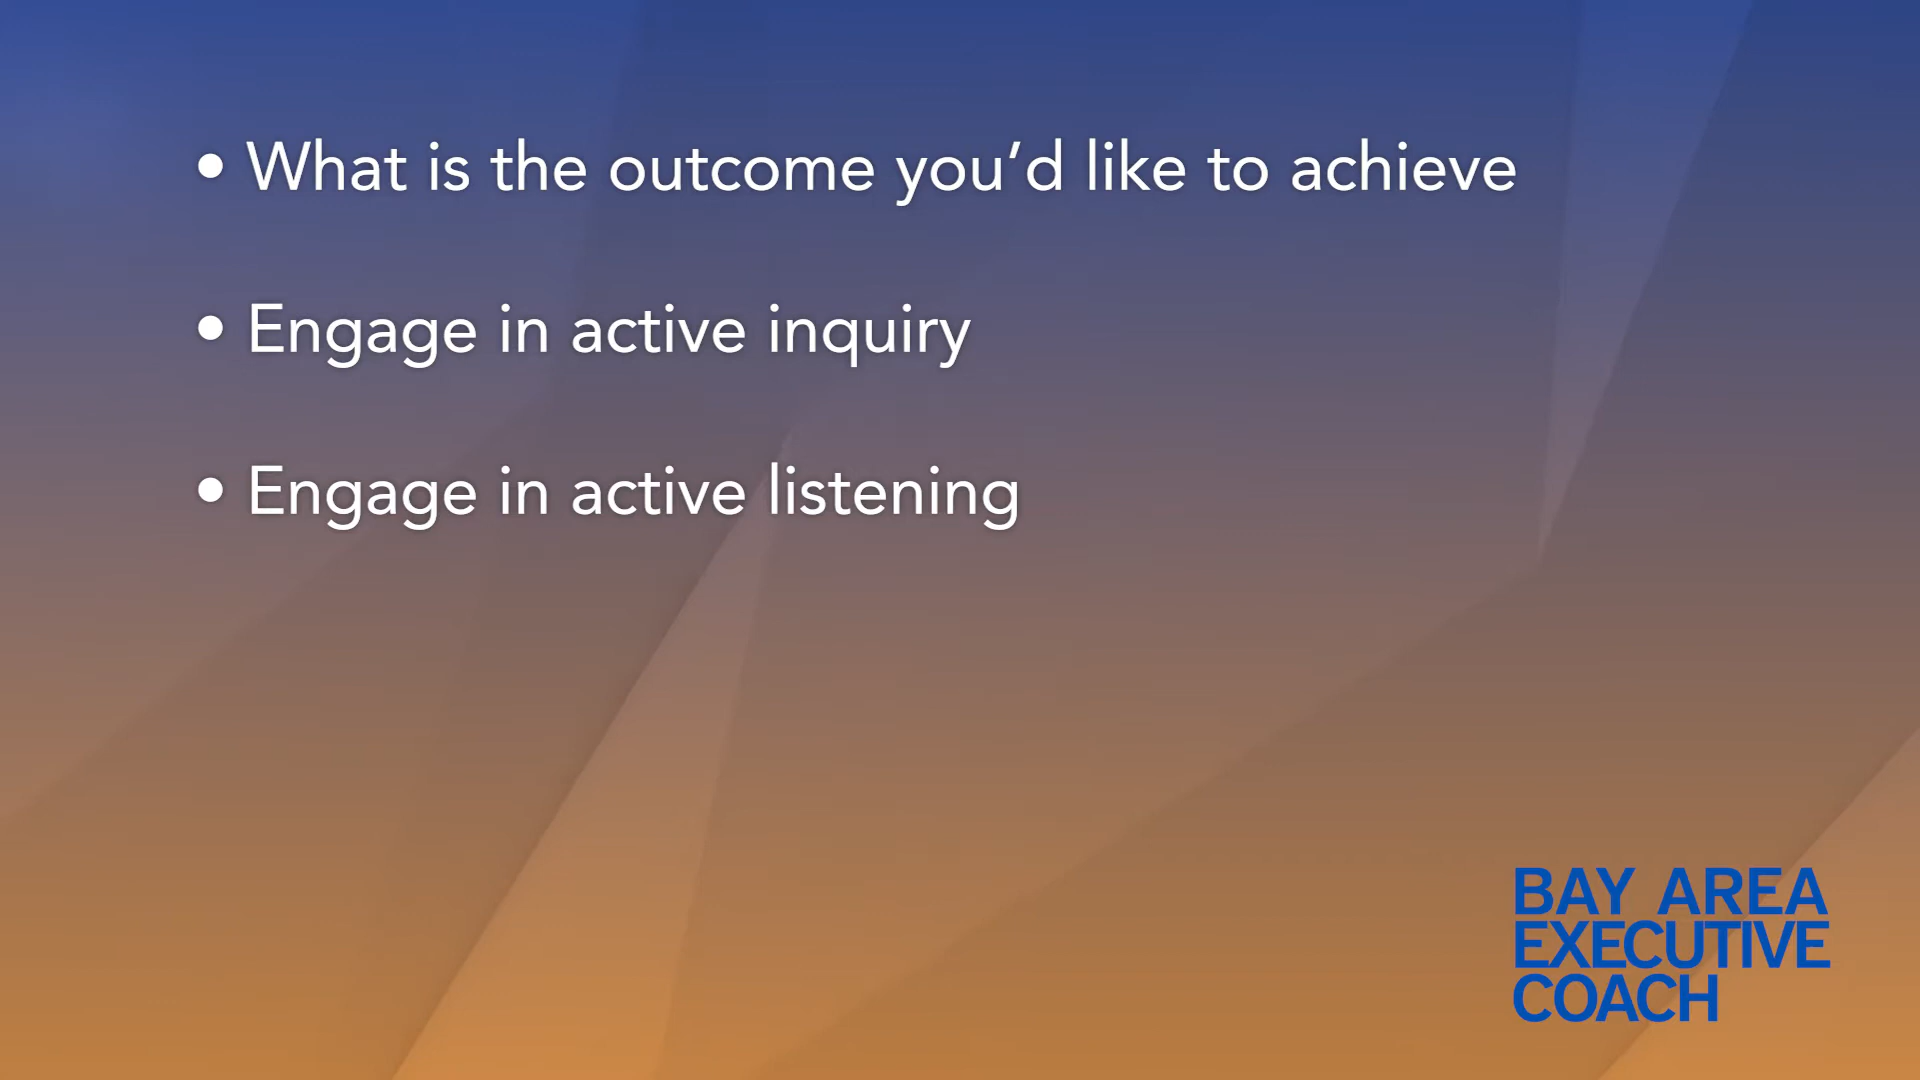 • What is the outcome you’d like to achieve
• Engage in active inquiry
• Engage in active listening
BAY AREA
EXECUTIVE
COACH